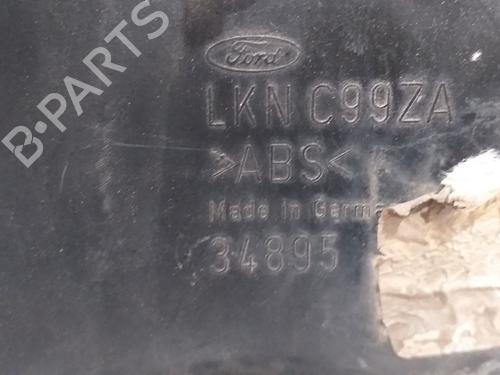 B-PARTS
Ford
LKN C99ZA
>ABS<
Made in Germa
34895